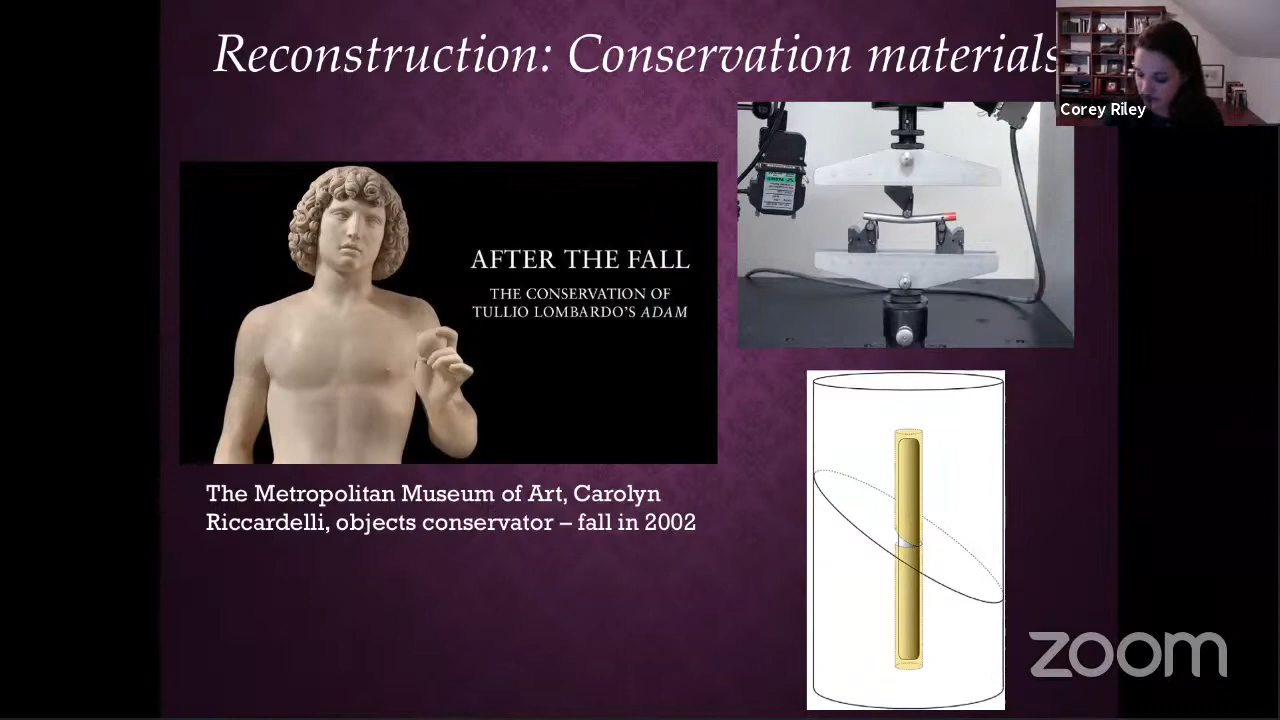 Reconstruction: Conservation materials
Corey Riley
AFTER THE FALL
THE CONSERVATION OF
TULLIO LOMBARDO'S ADAM
The Metropolitan Museum of Art, Carolyn
Riccardelli, objects conservator – fall in 2002
zoom